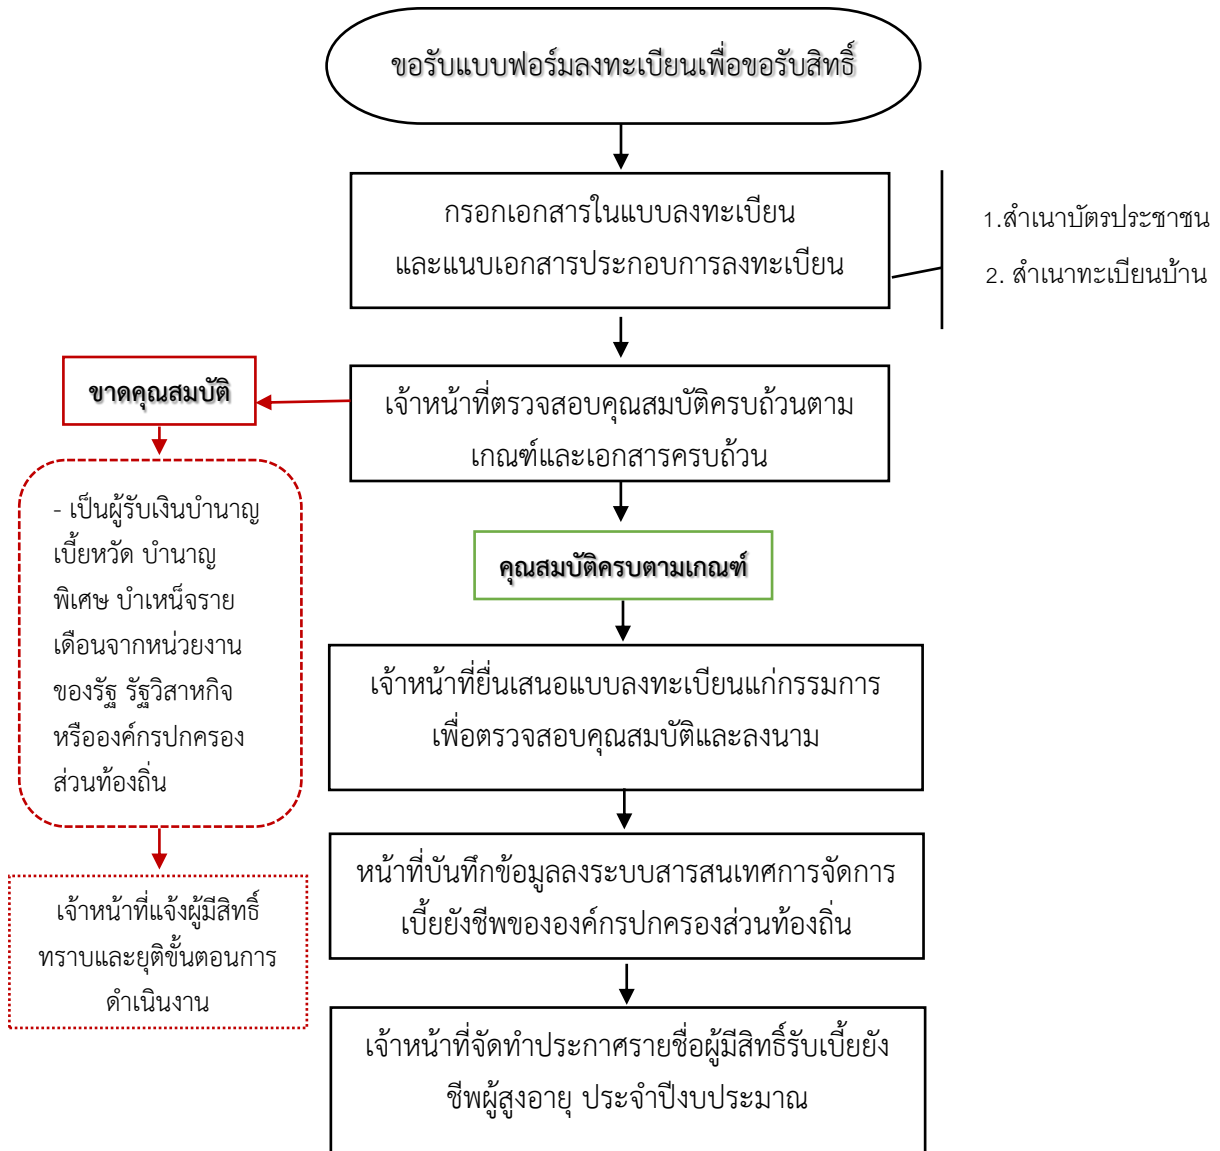 ขอรับแบบฟอร์มลงทะเบียนเพื่อขอรับสิทธิ์
กรอกเอกสารในแบบลงทะเบียน
และแนบเอกสารประกอบการลงทะเบียน
1.สำเนาบัตรประชาชน
2. สำเนาทะเบียนบ้าน
เจ้าหน้าที่ตรวจสอบคุณสมบัติครบถ้วนตาม
เกณฑ์และเอกสารครบถ้วน
ขาดคุณสมบัติ
- เป็นผู้รับเงินบำนาญ
เบี้ยหวัด บำนาญ
พิเศษ บำเหน็จราย
เดือนจากหน่วยงาน
ของรัฐ รัฐวิสาหกิจ
หรือองค์กรปกครอง
ส่วนท้องถิ่น
เจ้าหน้าที่แจ้งผู้มีสิทธิ์
ทราบและยุติขั้นตอนการ
ดำเนินงาน
คุณสมบัติครบตามเกณฑ์
เจ้าหน้าที่ยื่นเสนอแบบลงทะเบียนแก่กรรมการ
เพื่อตรวจสอบคุณสมบัติและลงนาม
หน้าที่บันทึกข้อมูลลงระบบสารสนเทศการจัดการ
เบี้ยยังชีพขององค์กรปกครองส่วนท้องถิ่น
เจ้าหน้าที่จัดทำประกาศรายชื่อผู้มีสิทธิ์รับเบี้ยยัง
ชีพผู้สูงอายุ ประจำปีงบประมาณ